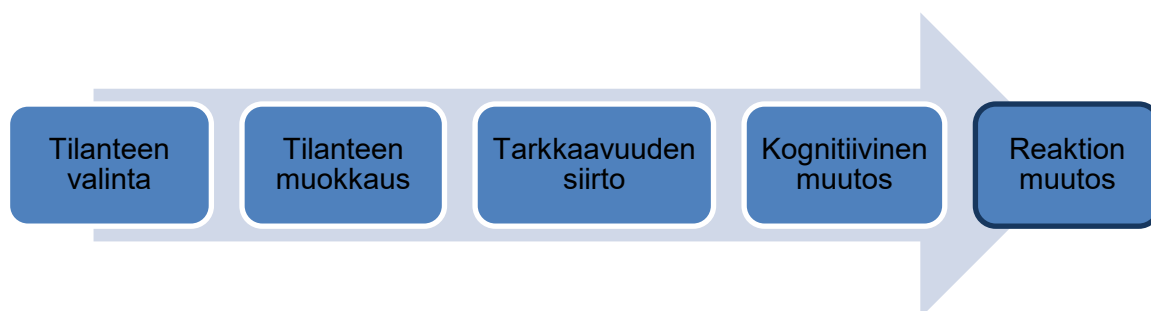 Tilanteen
valinta
Tilanteen
muokkaus
Tarkkaavuuden
siirto
Kognitiivinen
muutos
Reaktion
muutos